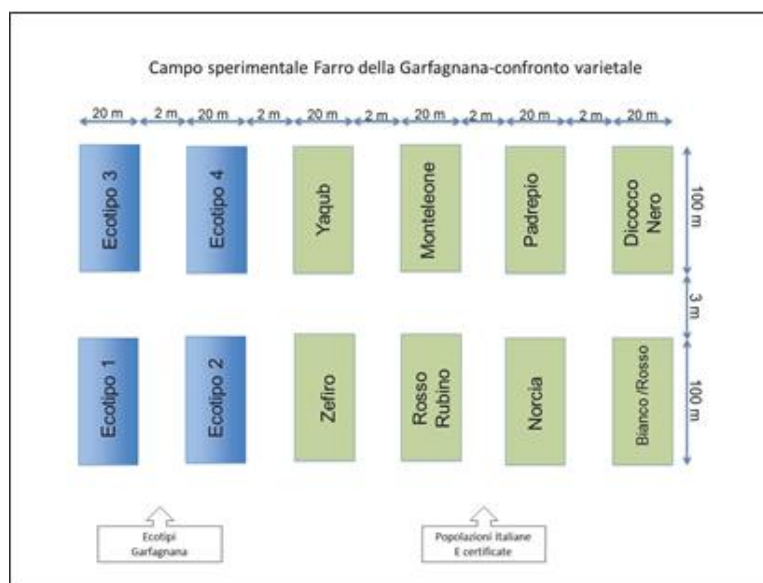 Campo sperimentale Farro della Garfagnana-confronto varietale
20 m 2 m 20 m 2 m 20 m 2 m 20 m 2 m 20 m 2 m 20 m
Ecotipo 3
Ecotipo 4
Yaqub
Monteleone
Padrepio
Dicocco
Nero
100 m
3 m
Ecotipo 1
Ecotipo 2
Zefiro
Rosso
Rubino
Norcia
Bianco /Rosso
100 m
Ecotipi
Garfagnana
Popolazioni italiane
E certificate